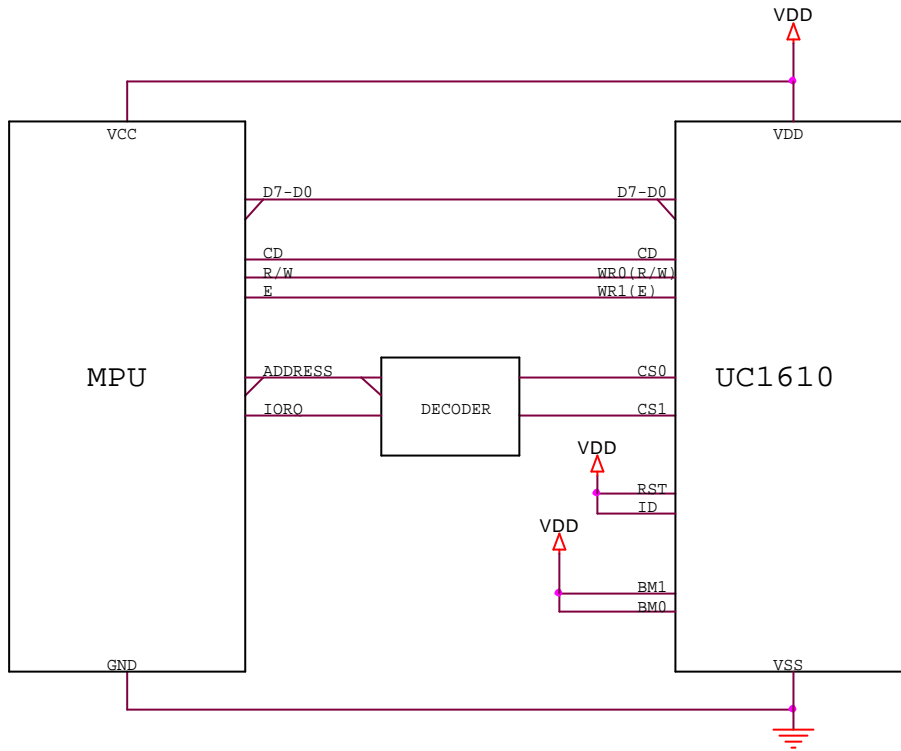 VDD
VCC VDD
D7-D0 D7-D0
CD CD
R/W WR0(R/W)
E WR1(E)
MPU ADDRESS CS0 UC1610
IORQ DECODER CS1
VDD
RST
ID
VDD
BM1
BM0
GND VSS